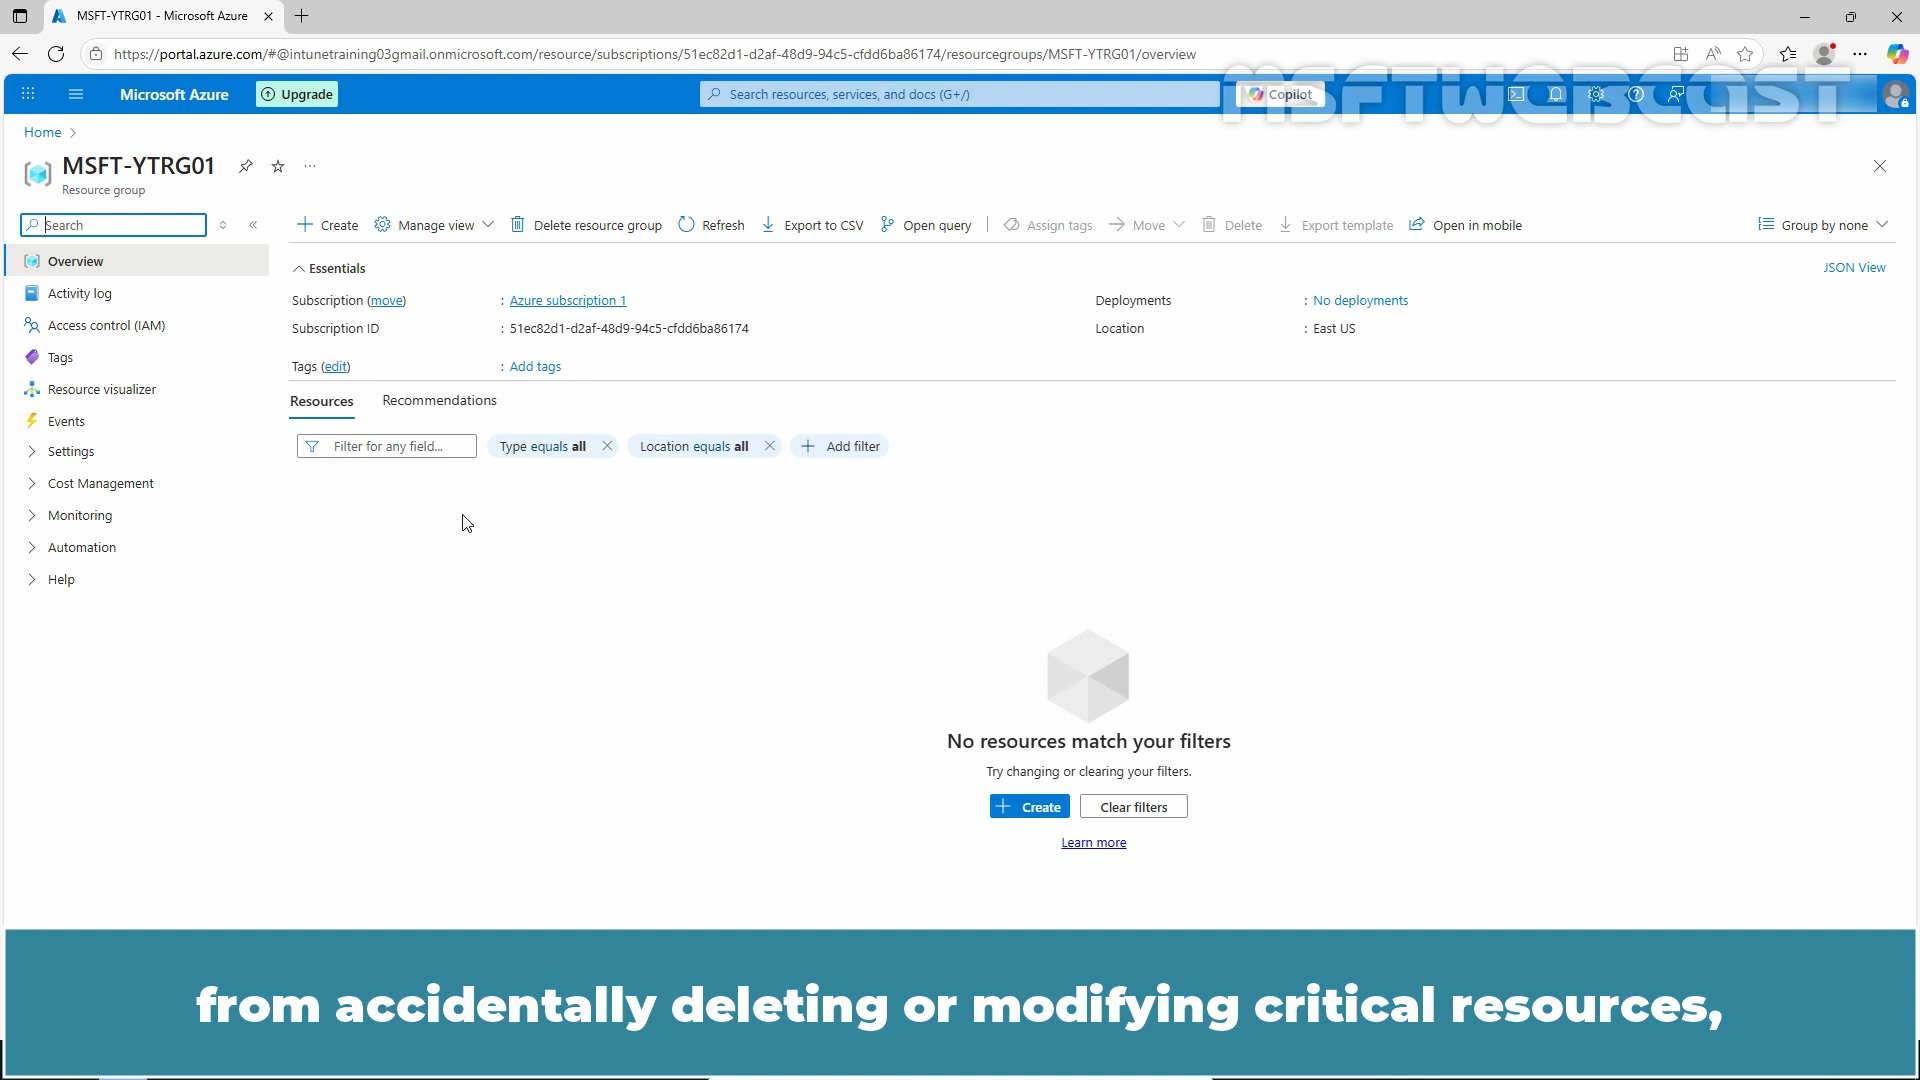 MSFT-YTRG01 - Microsoft Azure
https://portal.azure.com/#@intunetraining03gmail.onmicrosoft.com/resource/subscriptions/51ec82d1-d2af-48d9-94c5-cfdd6ba86174/resourcegroups/MSFT-YTRG01/overview
Microsoft Azure Upgrade Search resources, services, and docs (G+/) Copilot
MSFTWEBCAST
Home
MSFT-YTRG01
Resource group
Search
Create Manage view Delete resource group Refresh Export to CSV Open query Assign tags Move Delete Export template Open in mobile Group by none
Overview
Activity log
Access control (IAM)
Tags
Resource visualizer
Events
Settings
Cost Management
Monitoring
Automation
Help
Essentials JSON View
Subscription (move) : Azure subscription 1 Deployments : No deployments
Subscription ID : 51ec82d1-d2af-48d9-94c5-cfdd6ba86174 Location : East US
Tags (edit) : Add tags
Resources Recommendations
Filter for any field... Type equals all Location equals all Add filter
No resources match your filters
Try changing or clearing your filters.
Create Clear filters
Learn more
from accidentally deleting or modifying critical resources,